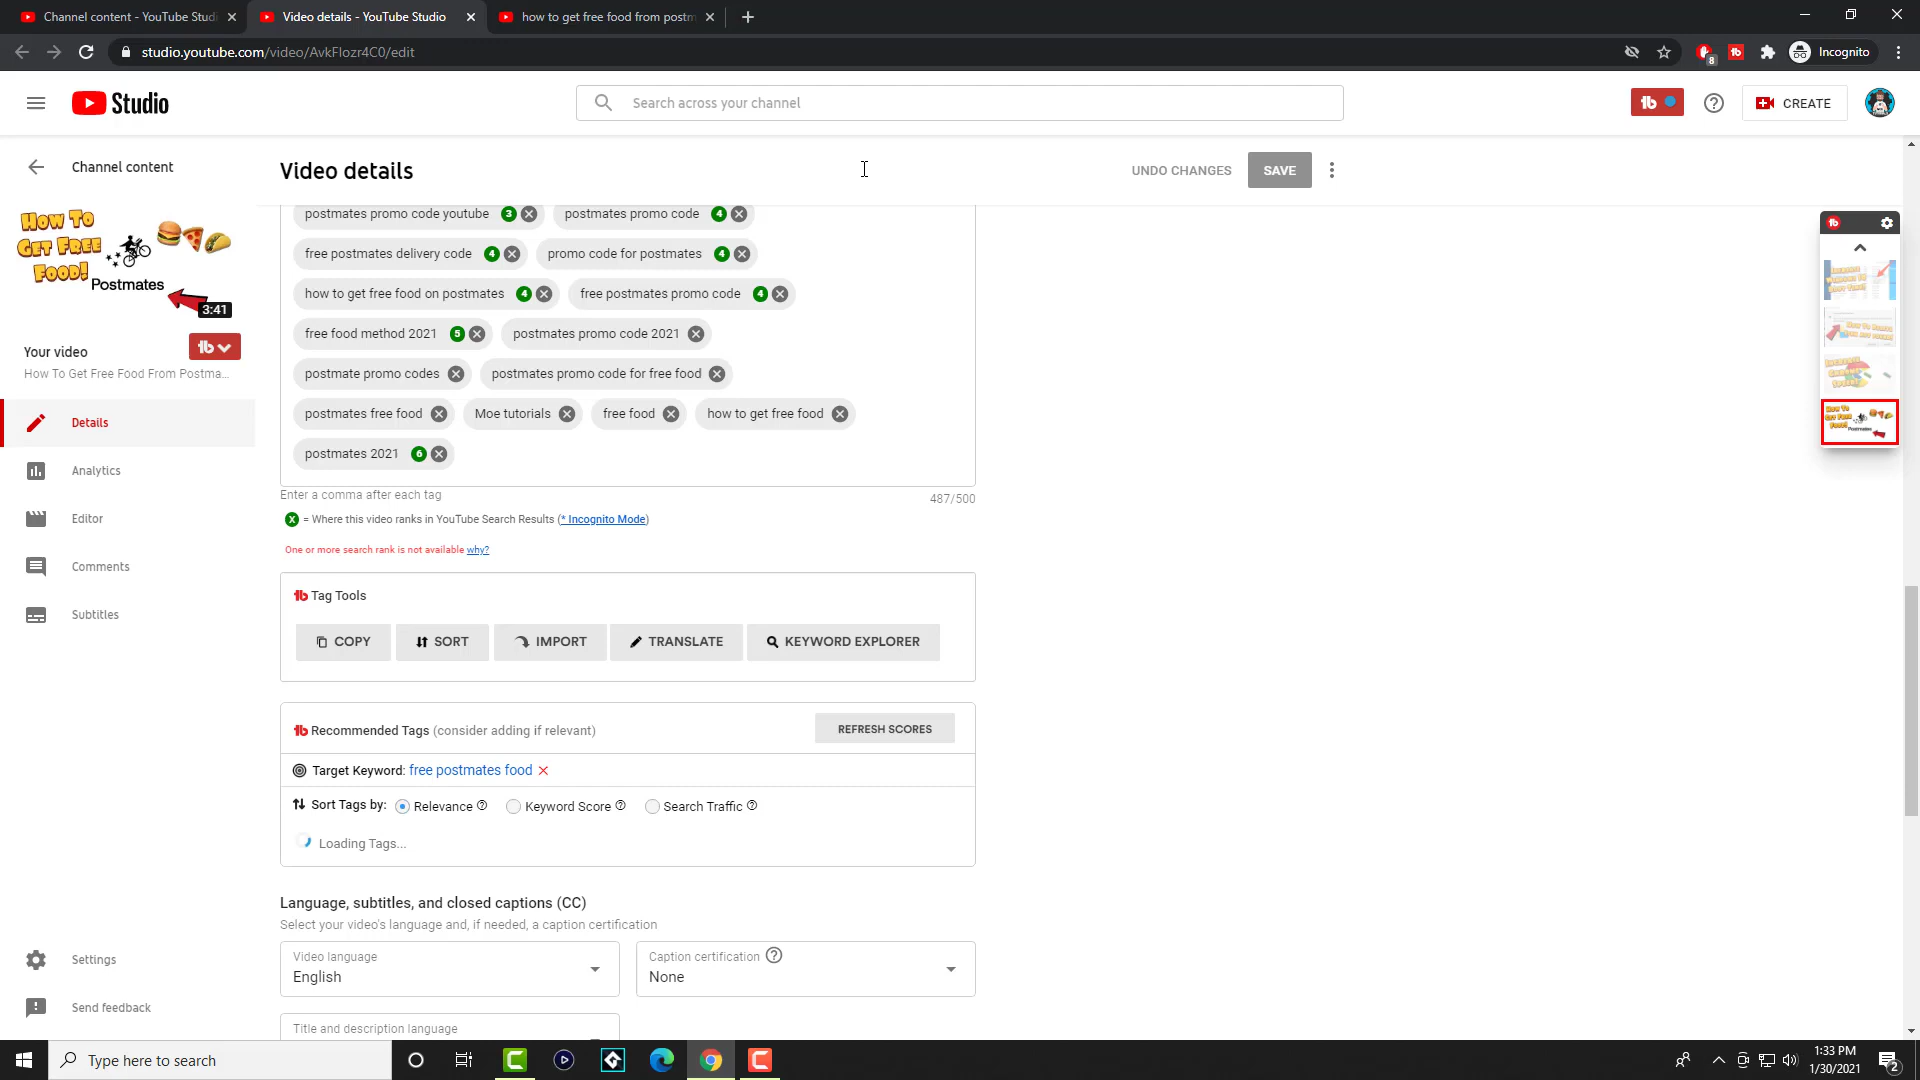 Channel content - YouTube Studi
Video details - YouTube Studio
how to get free food from postm
studio.youtube.com/video/AvkFIozr4C0/edit
8
Incognito
Studio
Search across your channel
CREATE
Channel content
Video details
UNDO CHANGES
SAVE
How To
Get Free
Food!
Postmates
3:41
Your video
How To Get Free Food From Postma...
Details
Analytics
Editor
Comments
Subtitles
Settings
Send feedback
postmates promo code youtube 3
postmates promo code 4
free postmates delivery code 4
promo code for postmates 4
how to get free food on postmates 4
free postmates promo code 4
free food method 2021 5
postmates promo code 2021
postmate promo codes
postmates promo code for free food
postmates free food
Moe tutorials
free food
how to get free food
postmates 2021 6
Enter a comma after each tag
487/500
X = Where this video ranks in YouTube Search Results (* Incognito Mode)
One or more search rank is not available why?
Tag Tools
COPY
SORT
IMPORT
TRANSLATE
KEYWORD EXPLORER
Recommended Tags (consider adding if relevant)
REFRESH SCORES
Target Keyword: free postmates food
Sort Tags by: Relevance Keyword Score Search Traffic
Loading Tags...
Language, subtitles, and closed captions (CC)
Select your video's language and, if needed, a caption certification
Video language
English
Caption certification
None
Title and description language
Type here to search
1:33 PM
1/30/2021
2